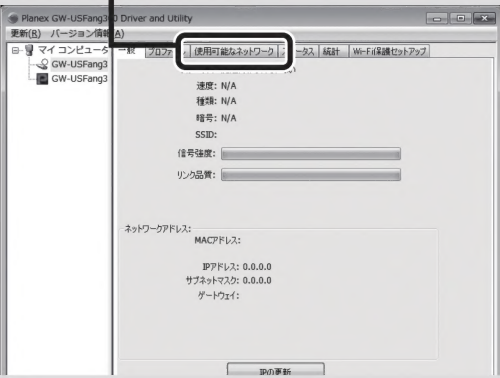 Planex GW-USFang300 Driver and Utility
更新(R) バージョン情報(A)
マイ コンピュータ
GW-USFang3
GW-USFang3
一般 プロファイル 使用可能なネットワーク ステータス 統計 Wi-Fi保護セットアップ
速度: N/A
種類: N/A
暗号: N/A
SSID:
信号強度:
リンク品質:
ネットワークアドレス:
MACアドレス:
IPアドレス: 0.0.0.0
サブネットマスク: 0.0.0.0
ゲートウェイ:
IPの更新